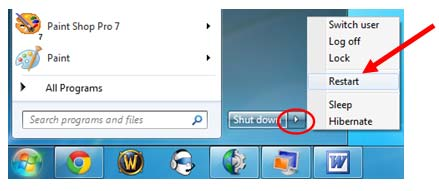 Paint Shop Pro 7
7
Paint
All Programs
Search programs and files
Shut down
Switch user
Log off
Lock
Restart
Sleep
Hibernate
W
W